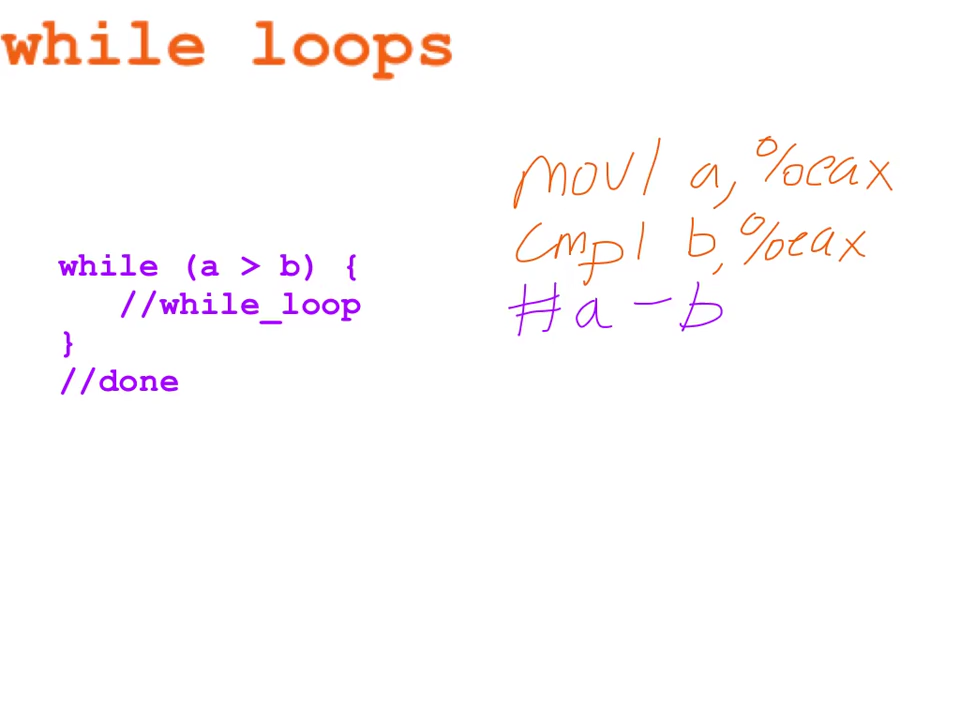 while loops
while (a > b) {
//while_loop
}
//done
movl a, %eax
cmpl b, %eax
#a - b